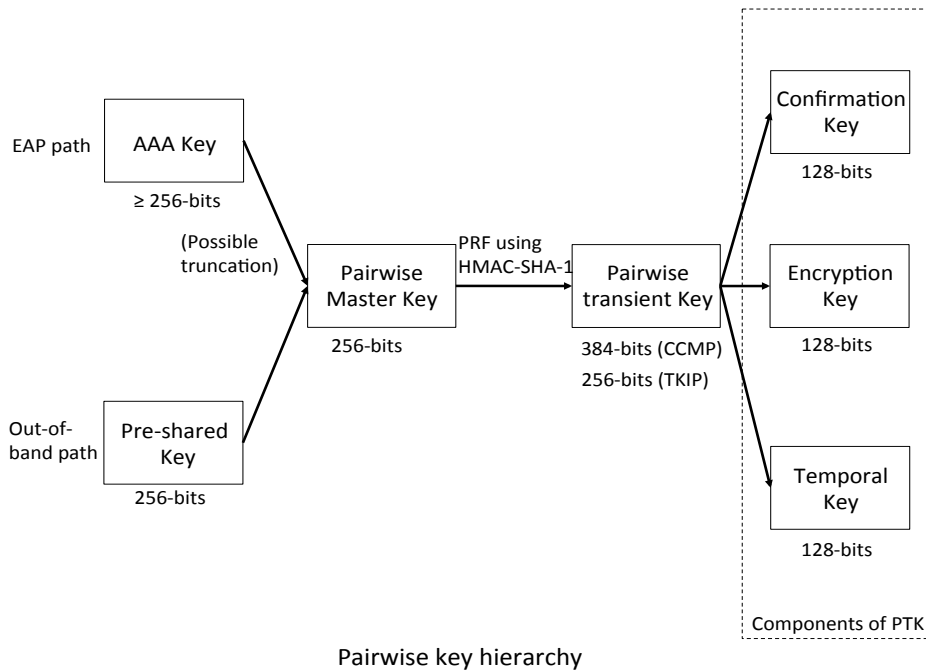 EAP path
AAA Key
≥ 256-bits
(Possible
truncation)
Out-of-
band path
Pre-shared
Key
256-bits
Pairwise
Master Key
256-bits
PRF using
HMAC-SHA-1
Pairwise
transient Key
384-bits (CCMP)
256-bits (TKIP)
Confirmation
Key
128-bits
Encryption
Key
128-bits
Temporal
Key
128-bits
Components of PTK
Pairwise key hierarchy